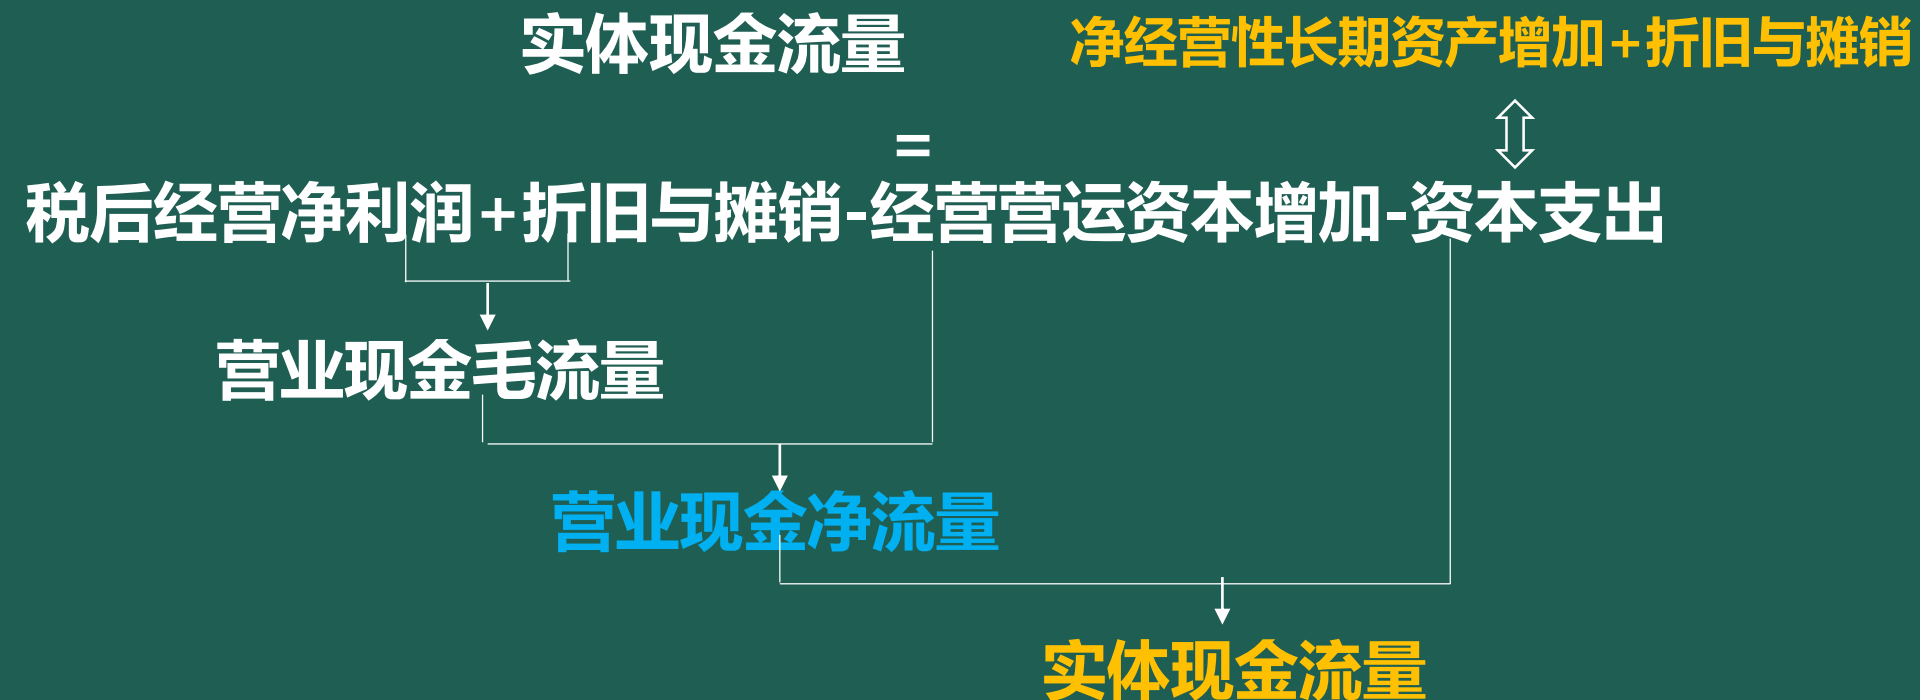 实体现金流量
净经营性长期资产增加+折旧与摊销
=
税后经营净利润+折旧与摊销-经营营运资本增加-资本支出
营业现金毛流量
营业现金净流量
实体现金流量